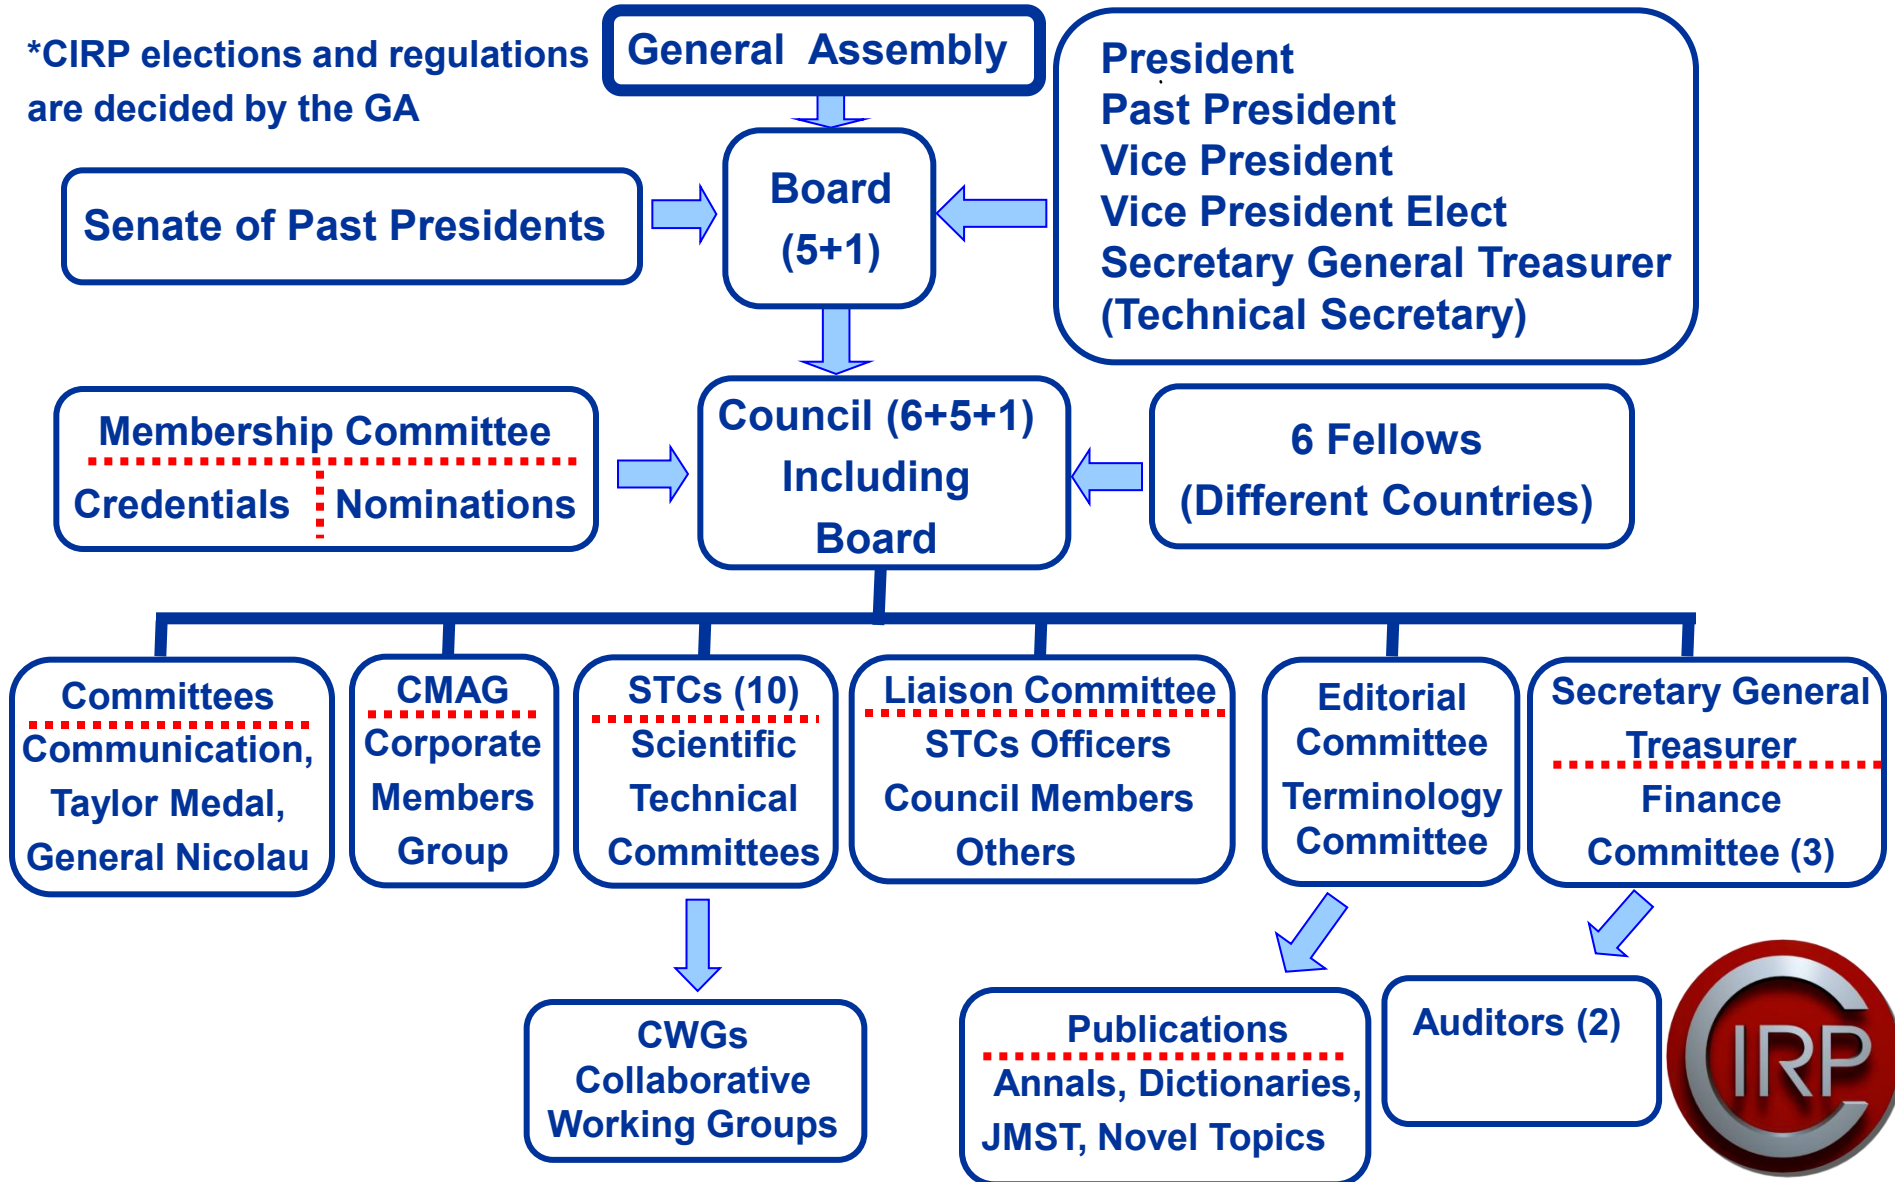 *CIRP elections and regulations
are decided by the GA
General Assembly
President
Past President
Vice President
Vice President Elect
Secretary General Treasurer
(Technical Secretary)
Senate of Past Presidents
Board
(5+1)
Membership Committee
Credentials
Nominations
Council (6+5+1)
Including
Board
6 Fellows
(Different Countries)
Committees
Communication,
Taylor Medal,
General Nicolau
CMAG
Corporate
Members
Group
STCs (10)
Scientific
Technical
Committees
Liaison Committee
STCs Officers
Council Members
Others
Editorial
Committee
Terminology
Committee
Secretary General
Treasurer
Finance
Committee (3)
CWGs
Collaborative
Working Groups
Publications
Annals, Dictionaries,
JMST, Novel Topics
Auditors (2)
CIRP